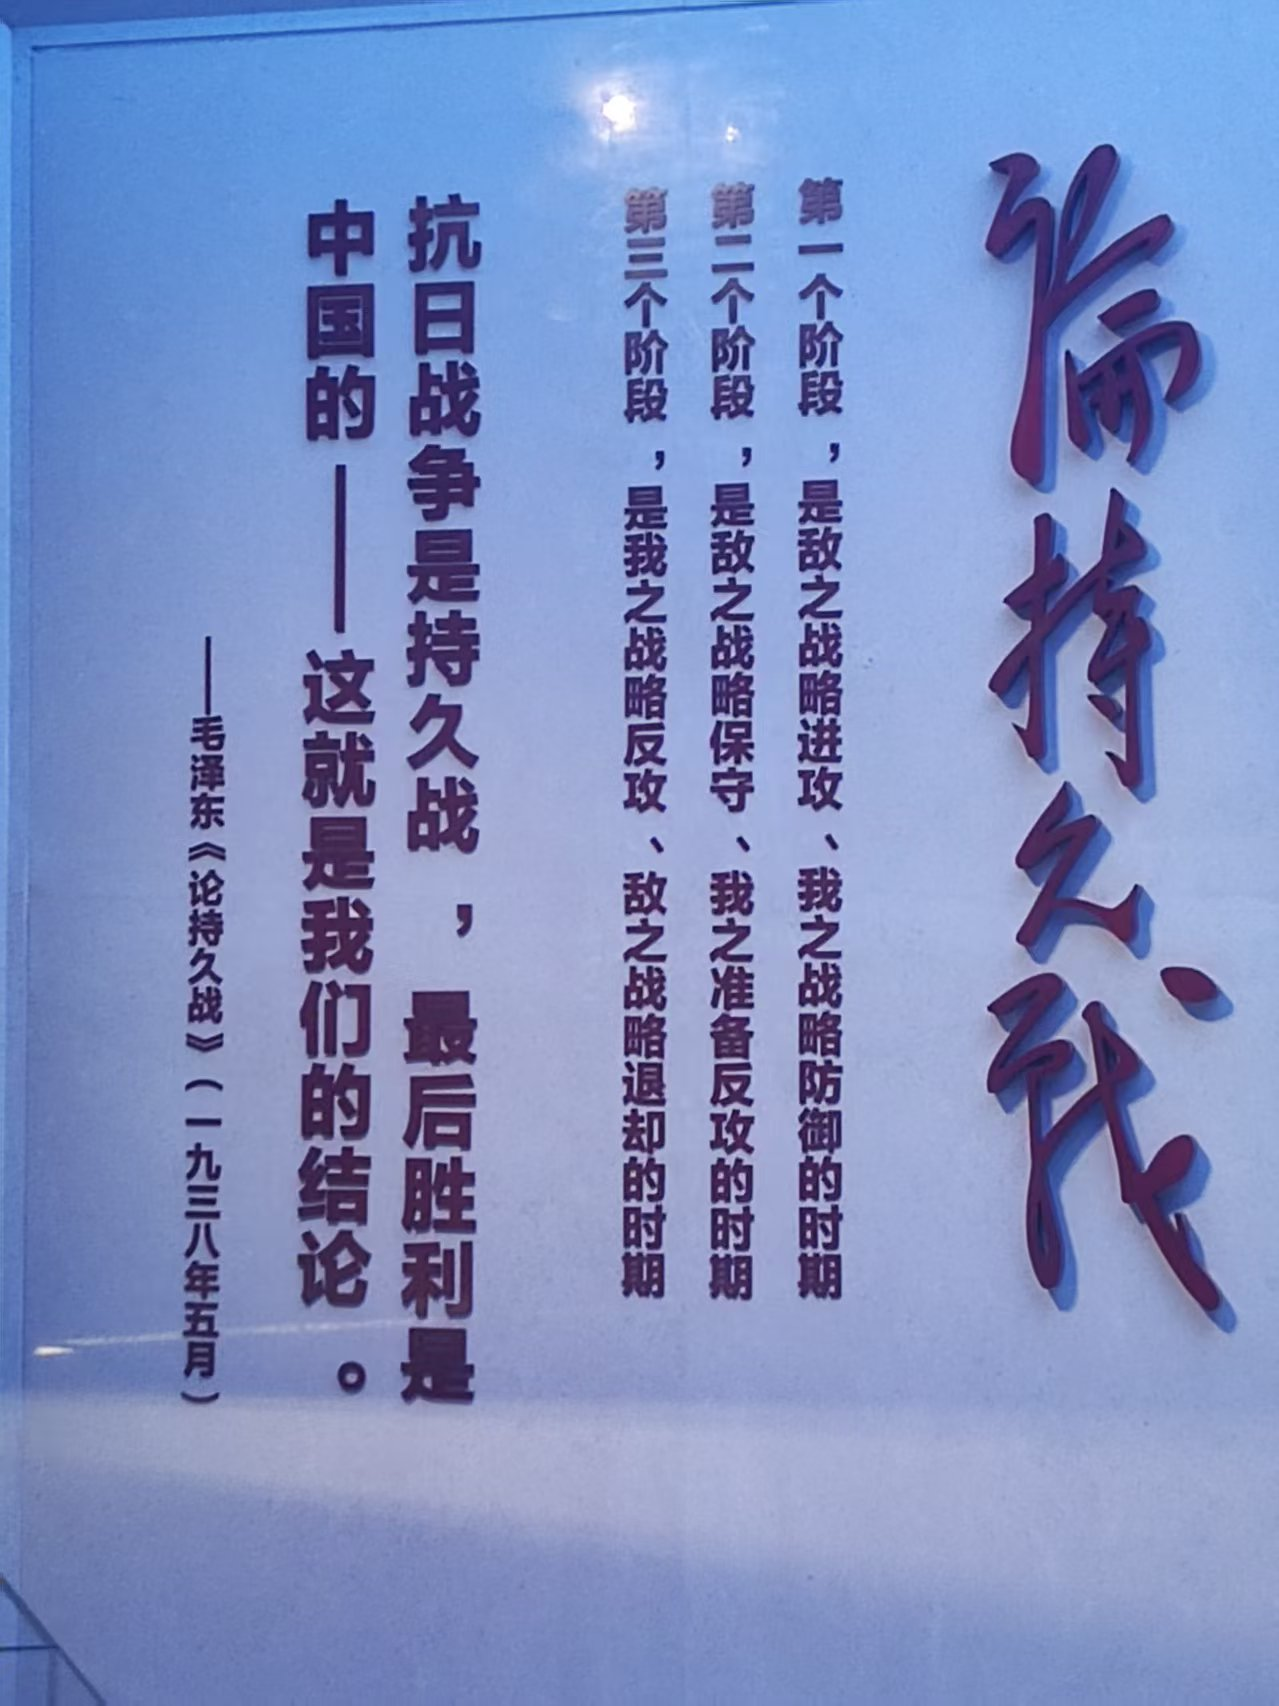 論持久戰
第一个阶段，是敌之战略进攻、我之战略防御的时期
第二个阶段，是敌之战略保守、我之准备反攻的时期
第三个阶段，是我之战略反攻、敌之战略退却的时期
抗日战争是持久战，最后胜利是
中国的——这就是我们的结论。
——毛泽东《论持久战》（一九三八年五月）